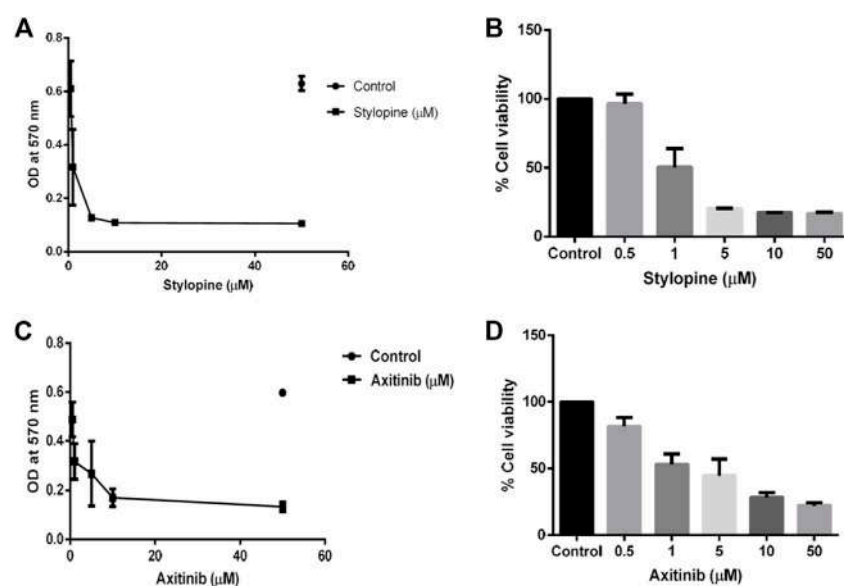 A
OD at 570 nm
0.8
0.6
0.4
0.2
0.0
0 20 40 60
Stylopine (μM)
Control
Stylopine (μM)
B
% Cell viability
150
100
50
0
Control 0.5 1 5 10 50
Stylopine (μM)
C
OD at 570 nm
0.8
0.6
0.4
0.2
0.0
0 20 40 60
Axitinib (μM)
Control
Axitinib (μM)
D
% Cell viability
150
100
50
0
Control 0.5 1 5 10 50
Axitinib (μM)